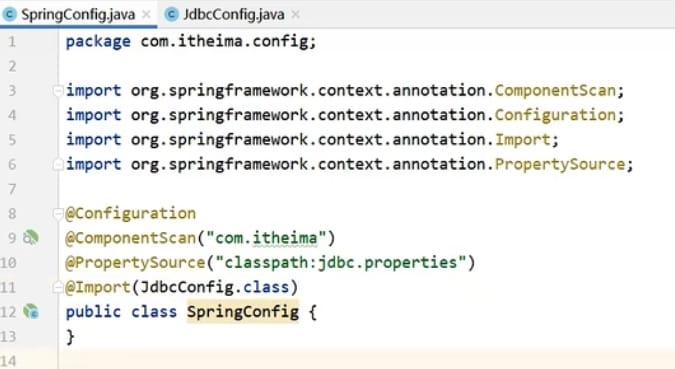 SpringConfig.java × JdbcConfig.java ×
1 package com.itheima.config;
2
3 import org.springframework.context.annotation.ComponentScan;
4 import org.springframework.context.annotation.Configuration;
5 import org.springframework.context.annotation.Import;
6 import org.springframework.context.annotation.PropertySource;
7
8 @Configuration
9 @ComponentScan("com.itheima")
10 @PropertySource("classpath:jdbc.properties")
11 @Import(JdbcConfig.class)
12 public class SpringConfig {
13 }
14